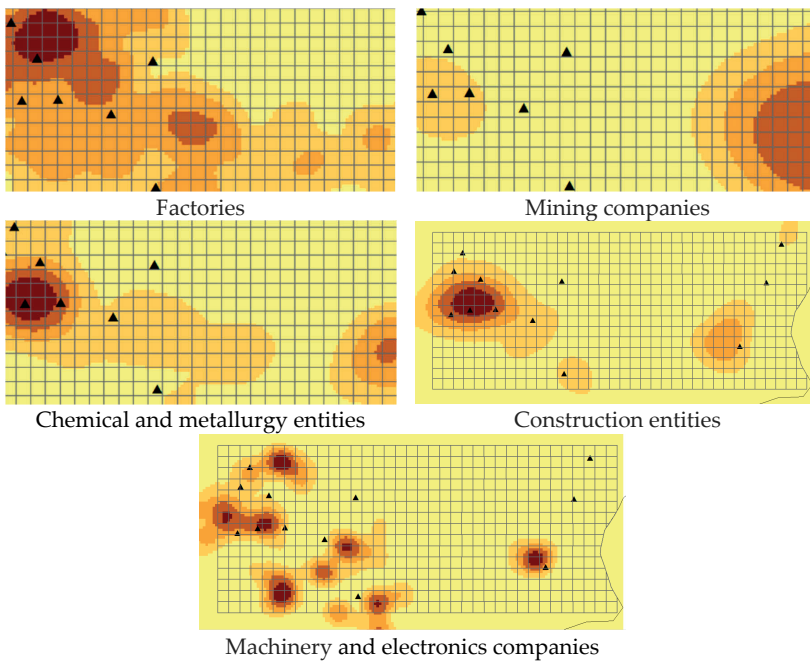 Factories
Mining companies
Chemical and metallurgy entities
Construction entities
Machinery and electronics companies